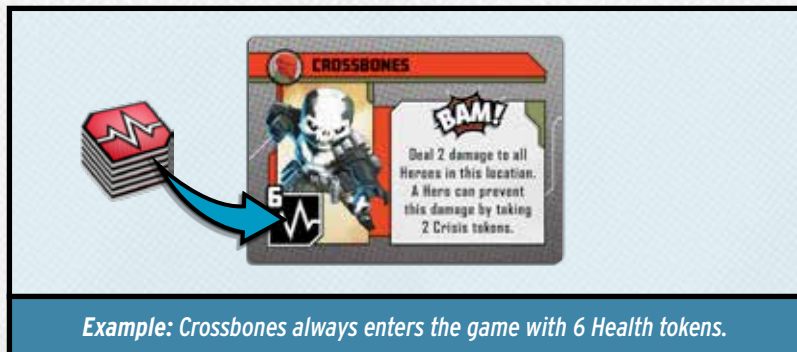 CROSSBONES
BAM!
Deal 2 damage to all
Heroes in this location.
A Hero can prevent
this damage by taking
2 Crisis tokens.
6
Example: Crossbones always enters the game with 6 Health tokens.